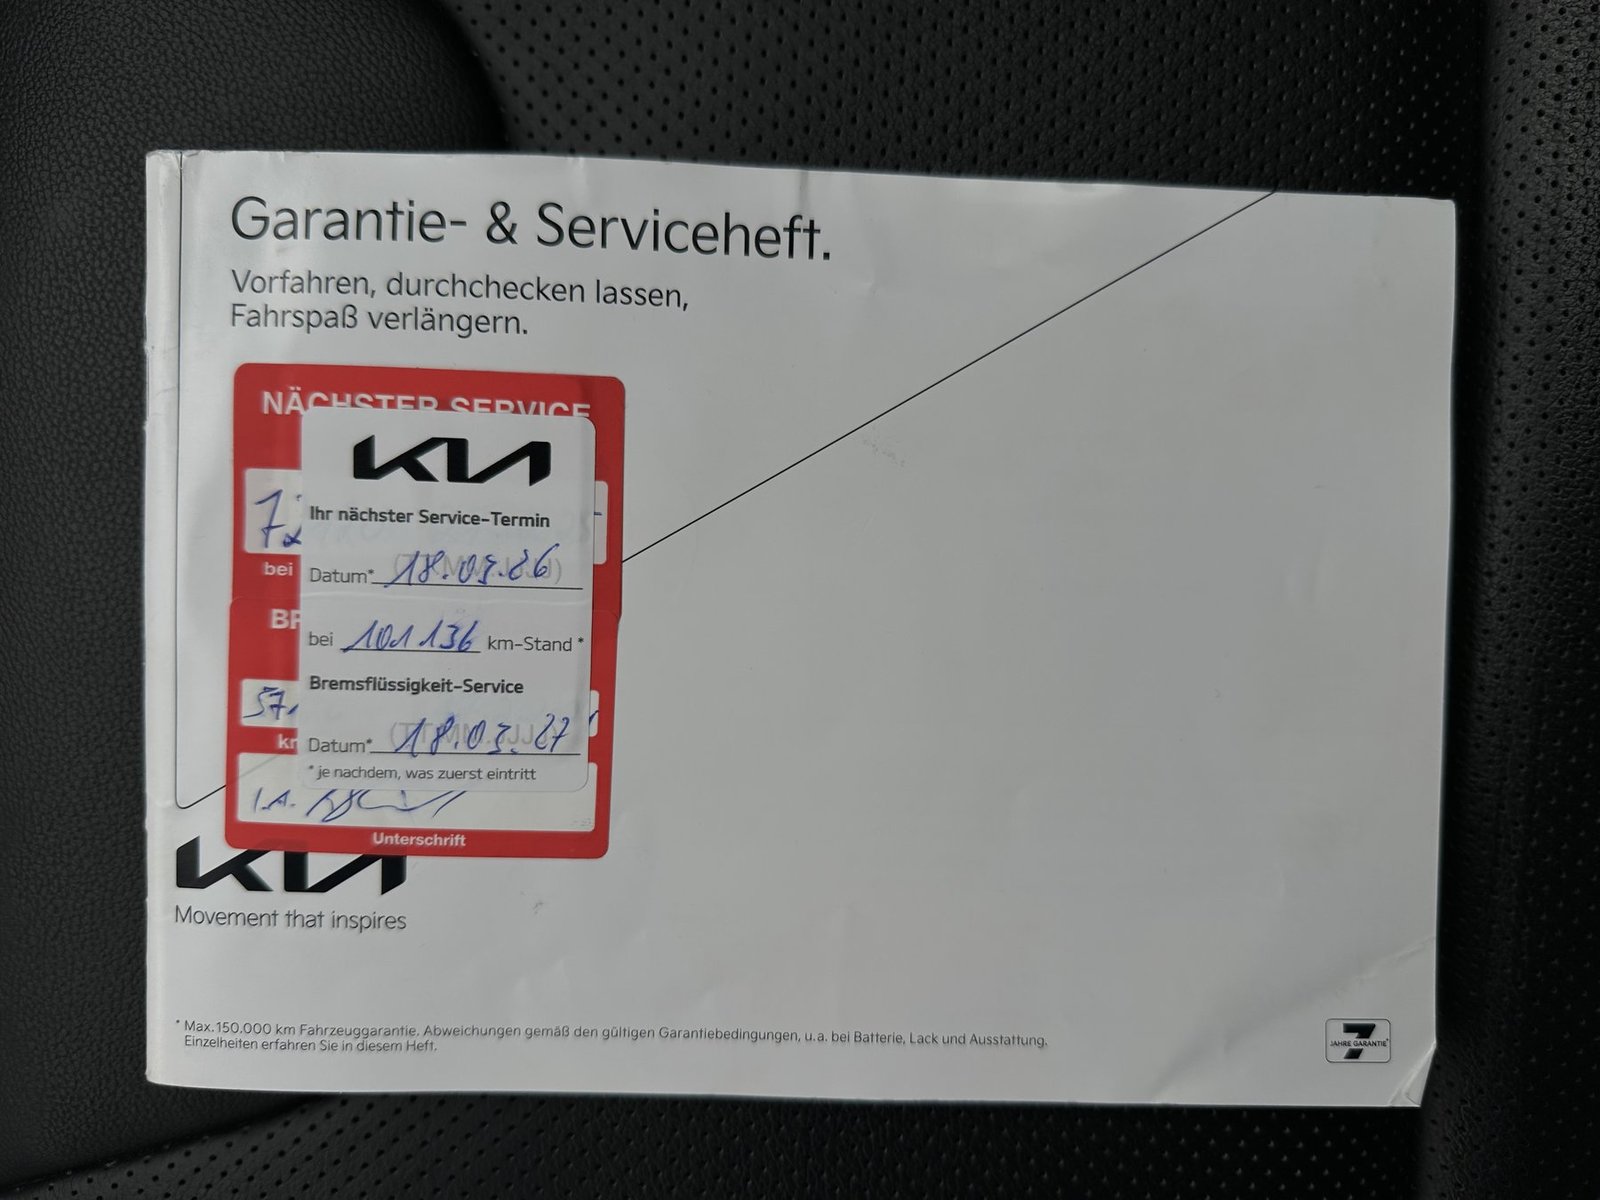 Garantie- & Serviceheft.
Vorfahren, durchchecken lassen,
Fahrspaß verlängern.
NÄCHSTER SERVICE
KIA
Ihr nächster Service-Termin
Datum* 18.03.26
bei
bei 101 136 km-Stand *
Bremsflüssigkeit-Service
Datum* 18.03.27
* je nachdem, was zuerst eintritt
I.A.
Unterschrift
KIA
Movement that inspires
* Max. 150.000 km Fahrzeuggarantie. Abweichungen gemäß den gültigen Garantiebedingungen, u. a. bei Batterie, Lack und Ausstattung.
Einzelheiten erfahren Sie in diesem Heft.
7
JAHRE GARANTIE*